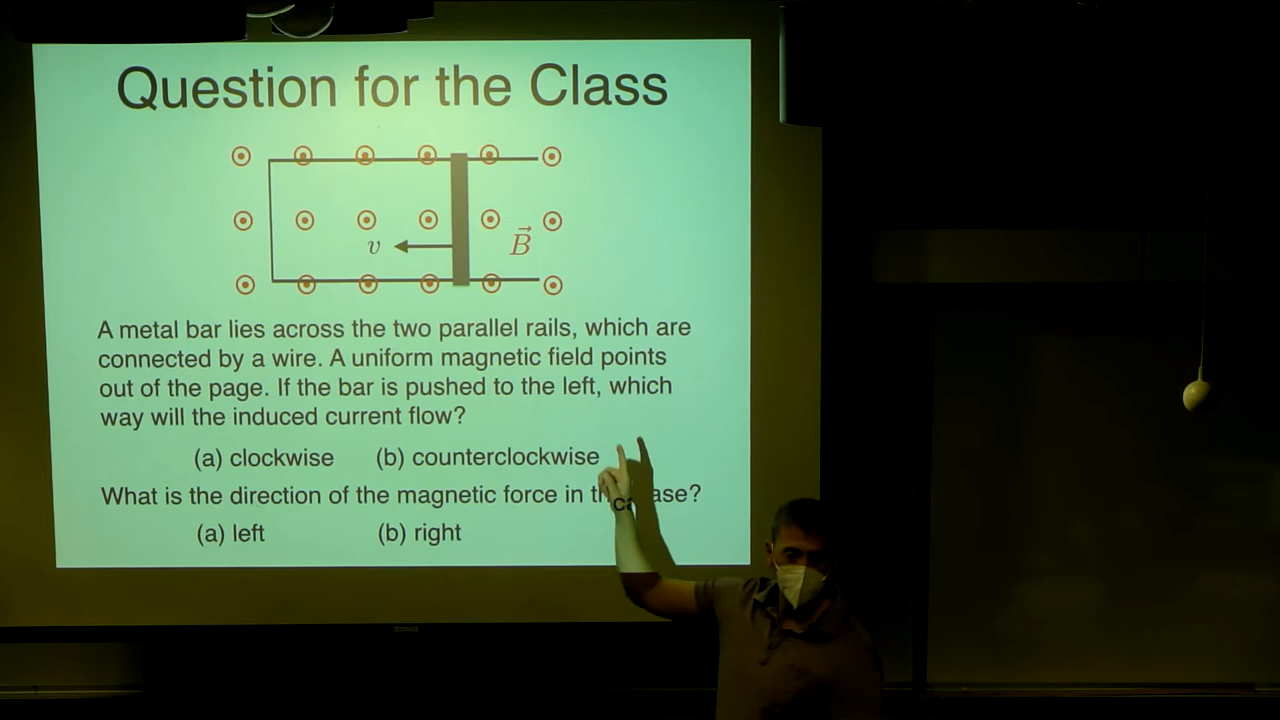 Question for the Class
v
B
A metal bar lies across the two parallel rails, which are
connected by a wire. A uniform magnetic field points
out of the page. If the bar is pushed to the left, which
way will the induced current flow?
(a) clockwise (b) counterclockwise
What is the direction of the magnetic force in case?
(a) left (b) right